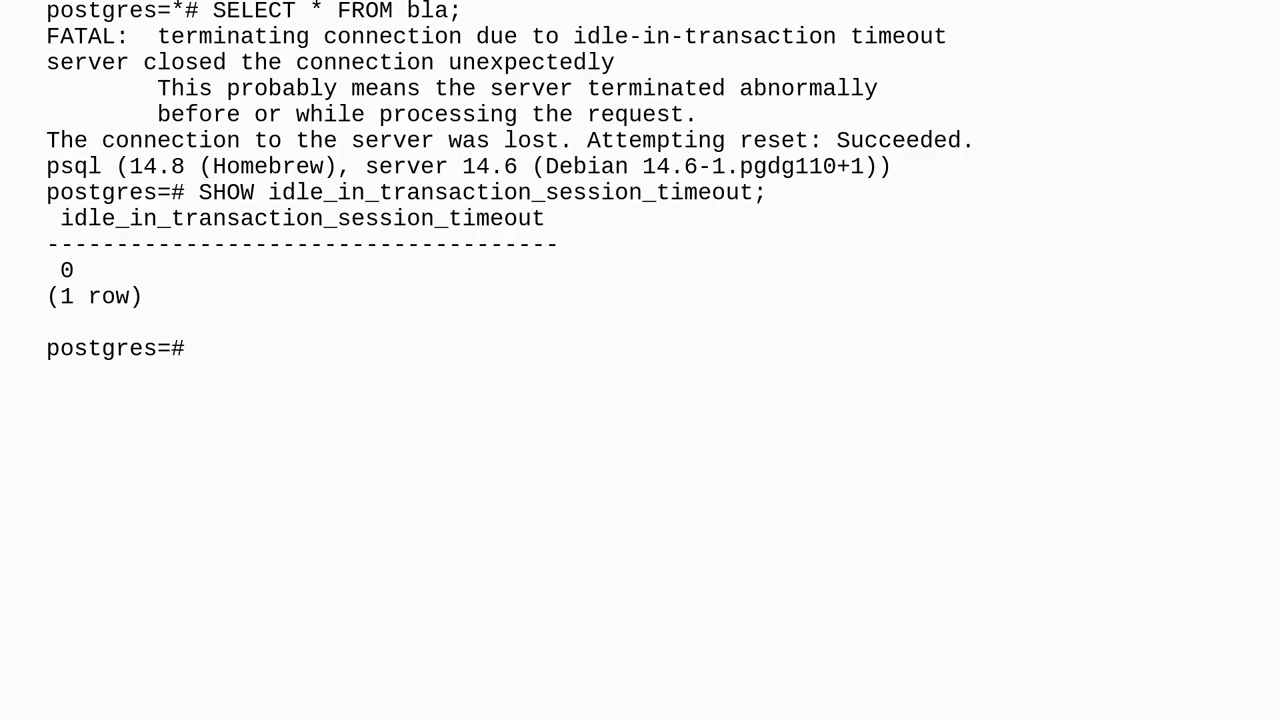 postgres=*# SELECT * FROM bla;
FATAL:  terminating connection due to idle-in-transaction timeout
server closed the connection unexpectedly
        This probably means the server terminated abnormally
        before or while processing the request.
The connection to the server was lost. Attempting reset: Succeeded.
psql (14.8 (Homebrew), server 14.6 (Debian 14.6-1.pgdg110+1))
postgres=# SHOW idle_in_transaction_session_timeout;
 idle_in_transaction_session_timeout
-------------------------------------
 0
(1 row)

postgres=#